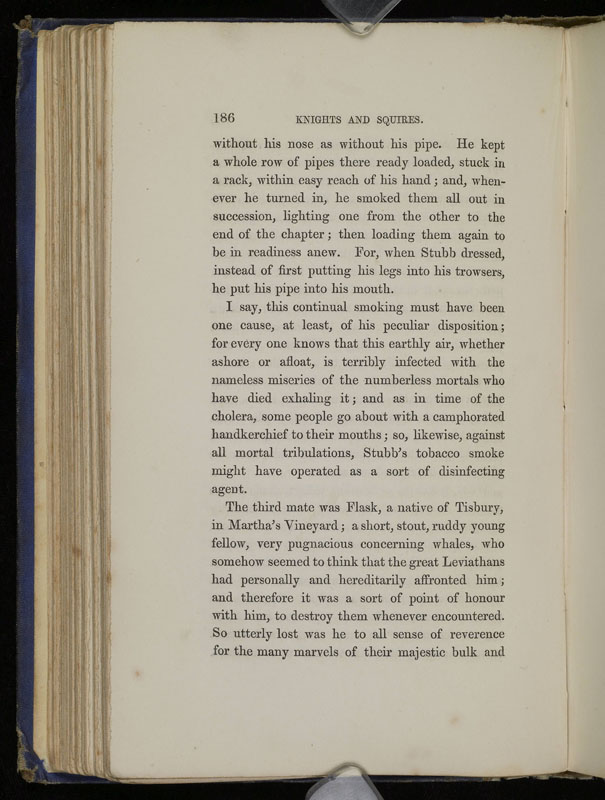 186 KNIGHTS AND SQUIRES.
without his nose as without his pipe. He kept
a whole row of pipes there ready loaded, stuck in
a rack, within easy reach of his hand; and, when-
ever he turned in, he smoked them all out in
succession, lighting one from the other to the
end of the chapter; then loading them again to
be in readiness anew. For, when Stubb dressed,
instead of first putting his legs into his trowsers,
he put his pipe into his mouth.
I say, this continual smoking must have been
one cause, at least, of his peculiar disposition;
for every one knows that this earthly air, whether
ashore or afloat, is terribly infected with the
nameless miseries of the numberless mortals who
have died exhaling it; and as in time of the
cholera, some people go about with a camphorated
handkerchief to their mouths; so, likewise, against
all mortal tribulations, Stubb's tobacco smoke
might have operated as a sort of disinfecting
agent.
The third mate was Flask, a native of Tisbury,
in Martha's Vineyard; a short, stout, ruddy young
fellow, very pugnacious concerning whales, who
somehow seemed to think that the great Leviathans
had personally and hereditarily affronted him;
and therefore it was a sort of point of honour
with him, to destroy them whenever encountered.
So utterly lost was he to all sense of reverence
for the many marvels of their majestic bulk and